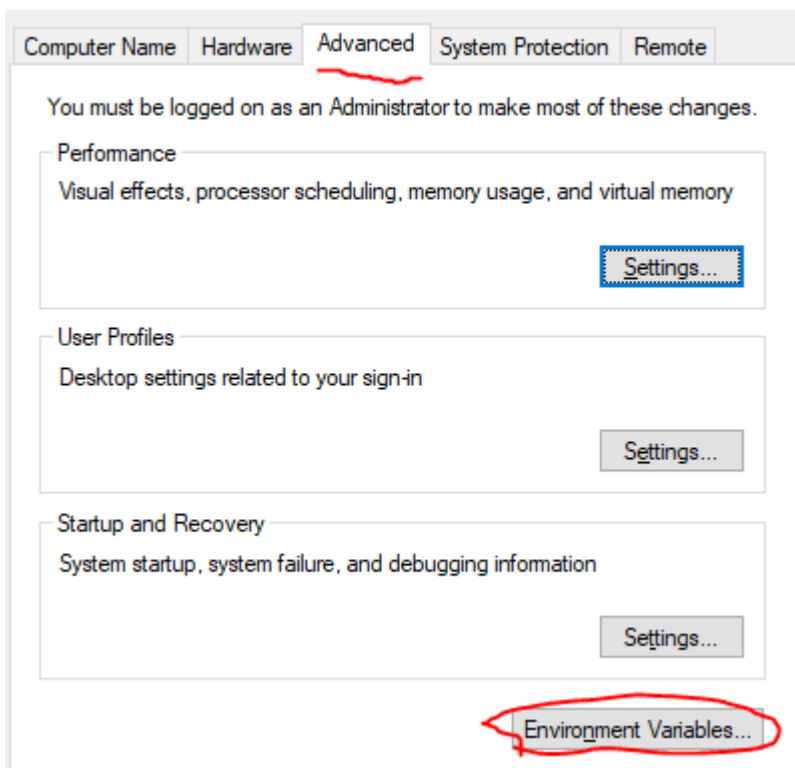 Computer Name Hardware Advanced System Protection Remote
You must be logged on as an Administrator to make most of these changes.
Performance
Visual effects, processor scheduling, memory usage, and virtual memory
Settings...
User Profiles
Desktop settings related to your sign-in
Settings...
Startup and Recovery
System startup, system failure, and debugging information
Settings...
Environment Variables...